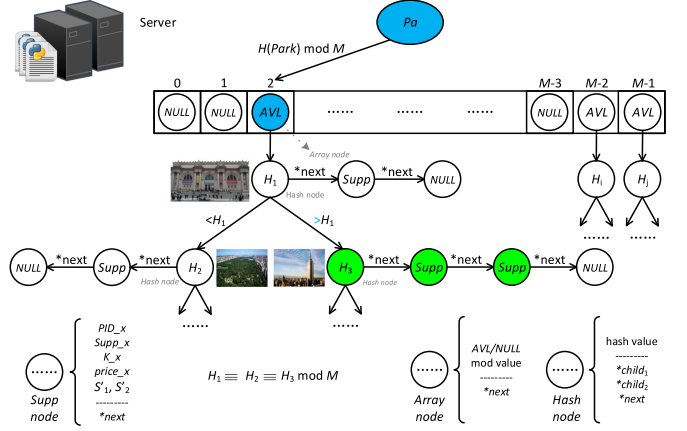 Server
Pa
H(Park) mod M
0 1 2 M-3 M-2 M-1
NULL NULL AVL ...... ...... ...... NULL AVL AVL
Array node
H1 *next Supp *next NULL
Hash node
Hi Hj
<H1 >H1
...... ......
NULL *next Supp *next H2 H3 *next Supp *next Supp *next NULL
Hash node Hash node
...... ......
PID_x
Supp_x
K_x
price_x
S'1, S'2
---------
*next
......
Supp
node
H1 ≡ H2 ≡ H3 mod M
AVL/NULL
mod value
---------
*next
......
Array
node
hash value
---------
*child1
*child2
*next
......
Hash
node